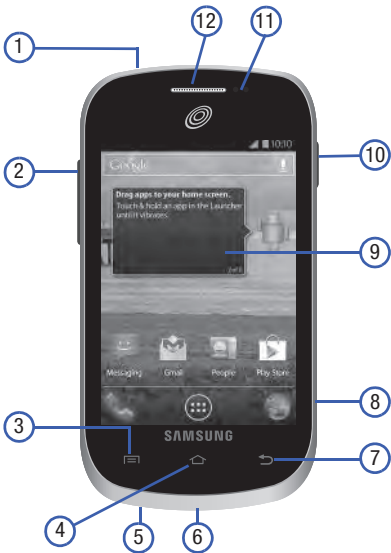 12
11
1
10:10
Google
10
2
Drag apps to your home screen.
Touch & hold an app in the Launcher
until it vibrates.
9
Messaging
Gmail
People
Play Store
8
SAMSUNG
3
7
4
5
6